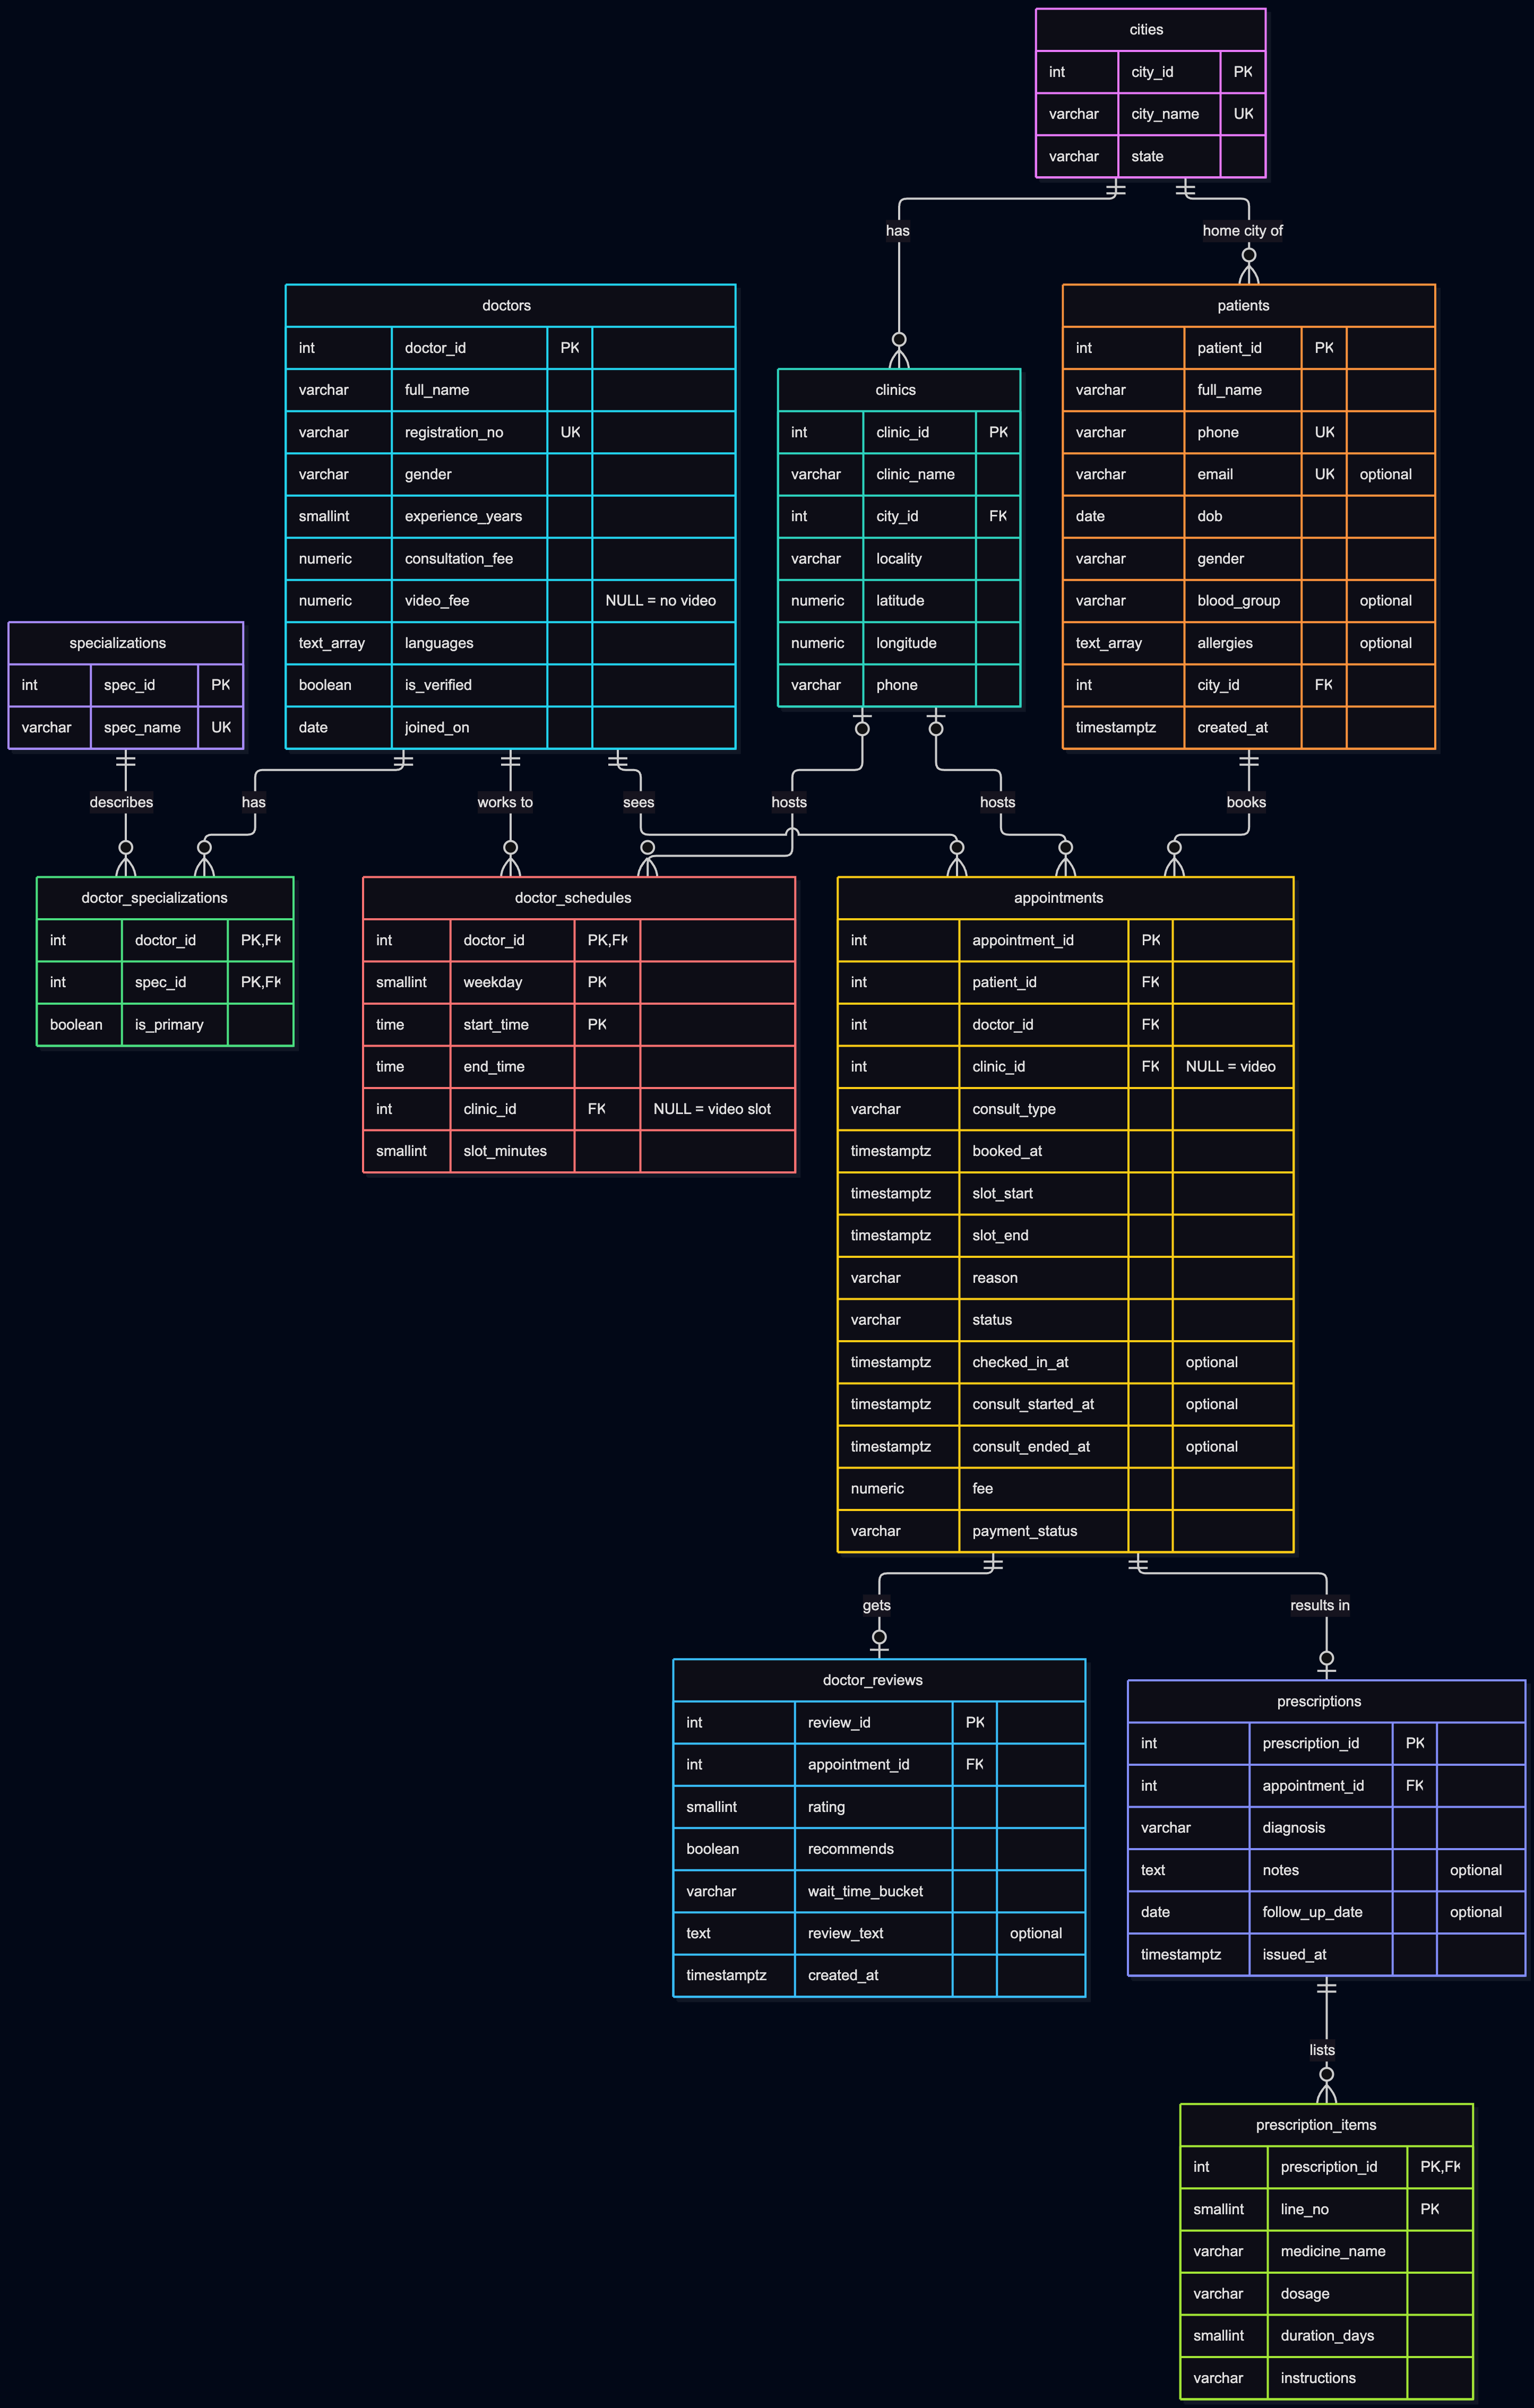 cities
int city_id PK
varchar city_name UK
varchar state
has
home city of
doctors
int doctor_id PK
varchar full_name
varchar registration_no UK
varchar gender
smallint experience_years
numeric consultation_fee
numeric video_fee NULL = no video
text_array languages
boolean is_verified
date joined_on
clinics
int clinic_id PK
varchar clinic_name
int city_id FK
varchar locality
numeric latitude
numeric longitude
varchar phone
patients
int patient_id PK
varchar full_name
varchar phone UK
varchar email UK optional
date dob
varchar gender
varchar blood_group optional
text_array allergies optional
int city_id FK
timestamptz created_at
specializations
int spec_id PK
varchar spec_name UK
describes
has
works to
sees
hosts
hosts
books
doctor_specializations
int doctor_id PK,FK
int spec_id PK,FK
boolean is_primary
doctor_schedules
int doctor_id PK,FK
smallint weekday PK
time start_time PK
time end_time
int clinic_id FK NULL = video slot
smallint slot_minutes
appointments
int appointment_id PK
int patient_id FK
int doctor_id FK
int clinic_id FK NULL = video
varchar consult_type
timestamptz booked_at
timestamptz slot_start
timestamptz slot_end
varchar reason
varchar status
timestamptz checked_in_at optional
timestamptz consult_started_at optional
timestamptz consult_ended_at optional
numeric fee
varchar payment_status
gets
results in
doctor_reviews
int review_id PK
int appointment_id FK
smallint rating
boolean recommends
varchar wait_time_bucket
text review_text optional
timestamptz created_at
prescriptions
int prescription_id PK
int appointment_id FK
varchar diagnosis
text notes optional
date follow_up_date optional
timestamptz issued_at
lists
prescription_items
int prescription_id PK,FK
smallint line_no PK
varchar medicine_name
varchar dosage
smallint duration_days
varchar instructions